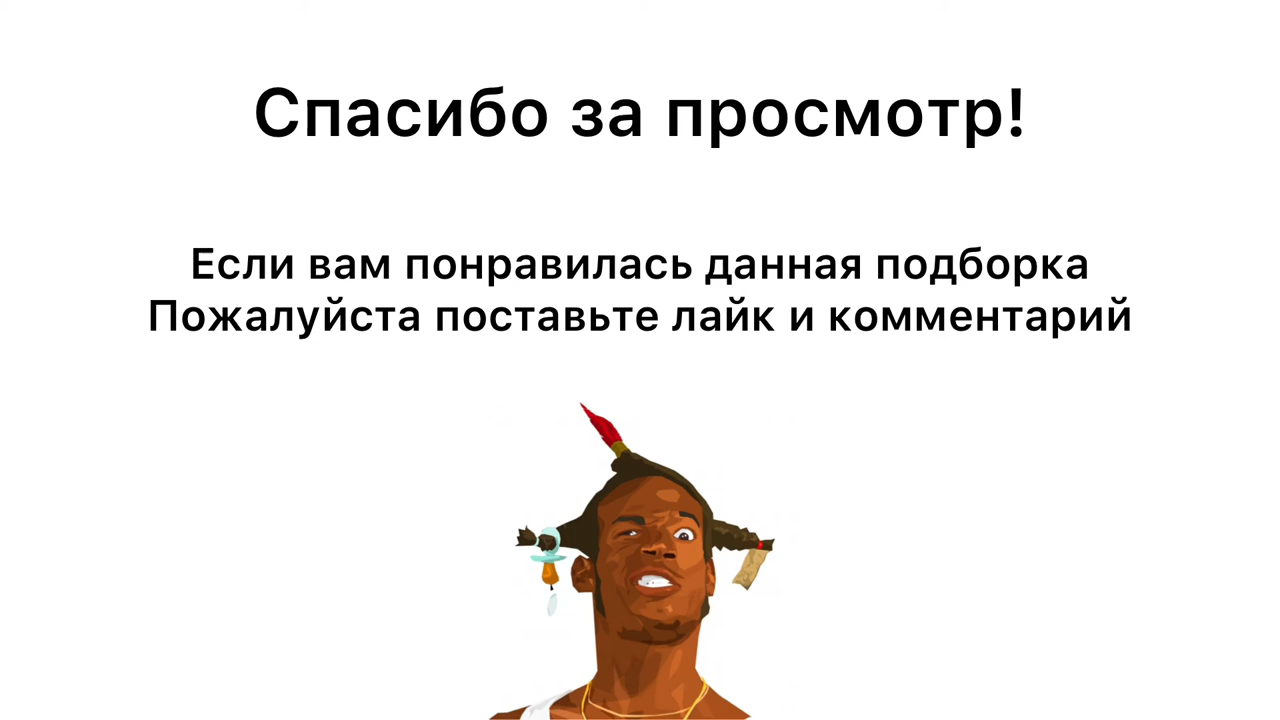 Спасибо за просмотр!
Если вам понравилась данная подборка
Пожалуйста поставьте лайк и комментарий